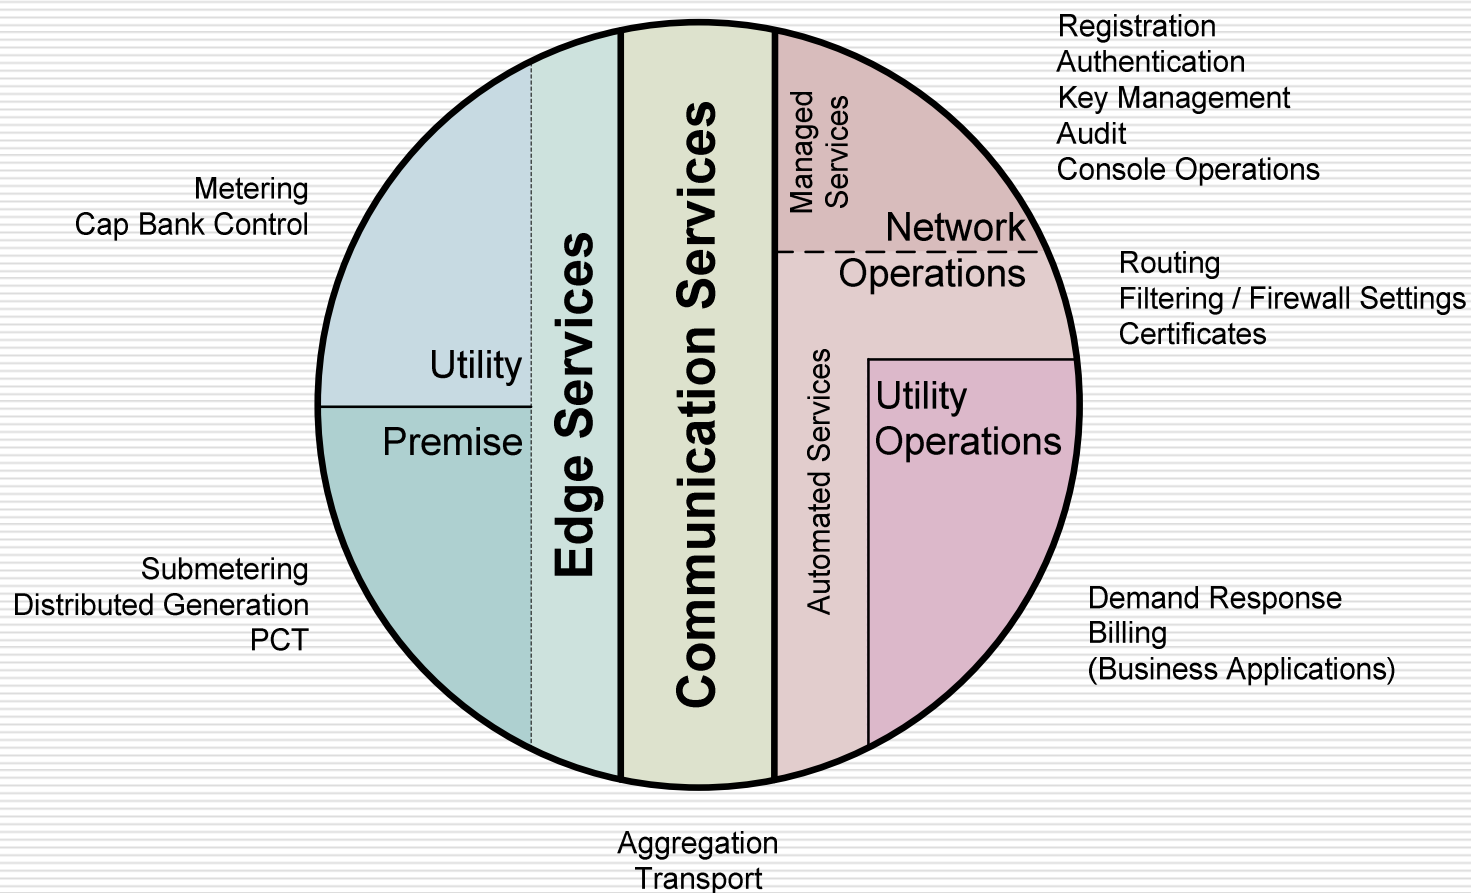 Metering
Cap Bank Control
Submetering
Distributed Generation
PCT
Utility
Premise
Edge Services
Communication Services
Managed
Services
Network
Operations
Automated Services
Utility
Operations
Registration
Authentication
Key Management
Audit
Console Operations
Routing
Filtering / Firewall Settings
Certificates
Demand Response
Billing
(Business Applications)
Aggregation
Transport